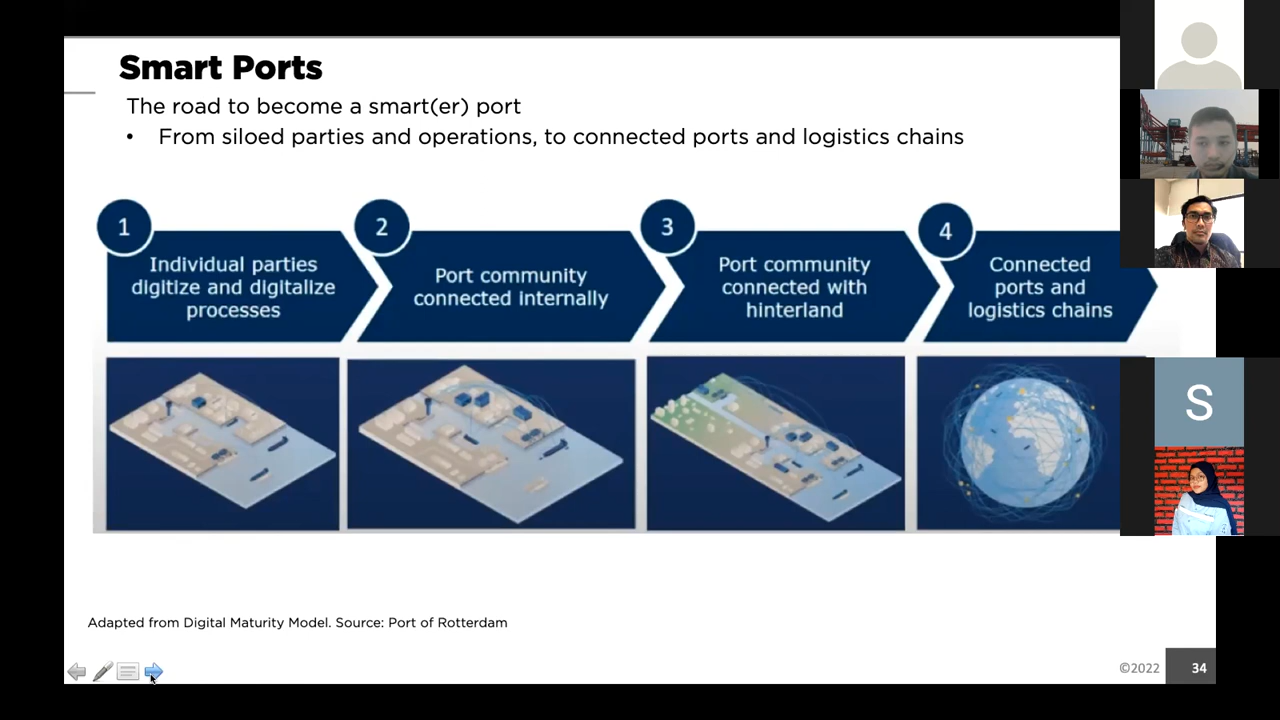 Smart Ports
The road to become a smart(er) port
• From siloed parties and operations, to connected ports and logistics chains
1
Individual parties
digitize and digitalize
processes
2
Port community
connected internally
3
Port community
connected with
hinterland
4
Connected
ports and
logistics chains
S
Adapted from Digital Maturity Model. Source: Port of Rotterdam
©2022
34